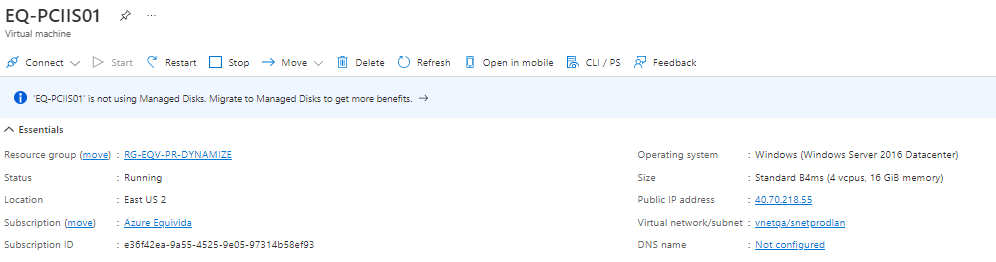 EQ-PCIIS01
Virtual machine
Connect Start Restart Stop Move Delete Refresh Open in mobile CLI / PS Feedback
'EQ-PCIIS01' is not using Managed Disks. Migrate to Managed Disks to get more benefits. →
Essentials
Resource group (move) : RG-EQV-PR-DYNAMIZE
Status : Running
Location : East US 2
Subscription (move) : Azure Equivida
Subscription ID : e36f42ea-9a55-4525-9e05-97314b58ef93
Operating system : Windows (Windows Server 2016 Datacenter)
Size : Standard B4ms (4 vcpus, 16 GiB memory)
Public IP address : 40.70.218.55
Virtual network/subnet : vnetqa/snetprodlan
DNS name : Not configured